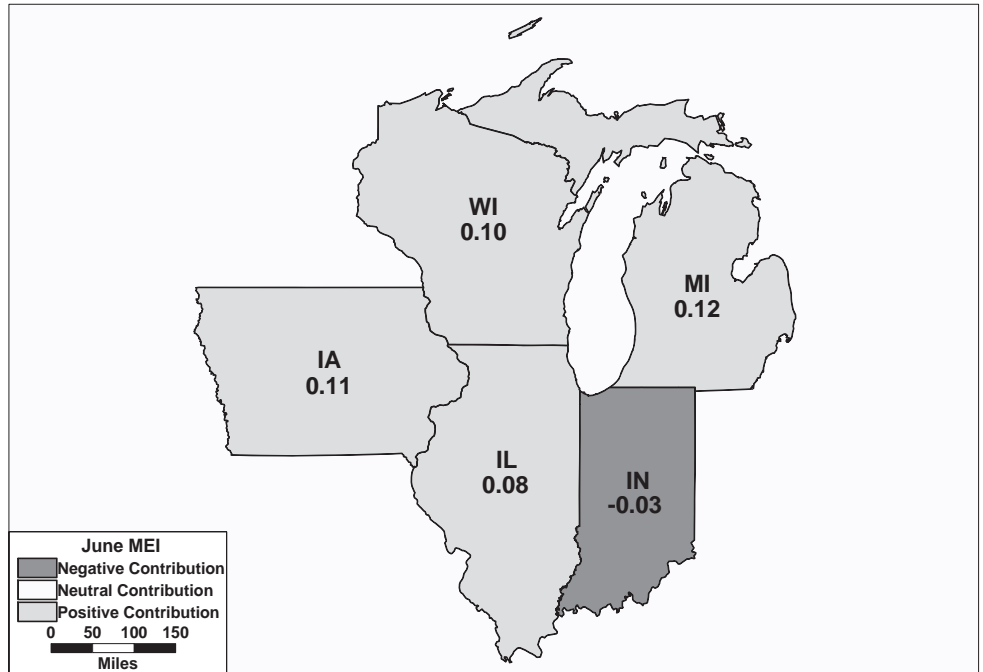 WI
0.10
MI
0.12
IA
0.11
IL
0.08
IN
-0.03
June MEI
Negative Contribution
Neutral Contribution
Positive Contribution
0 50 100 150
Miles